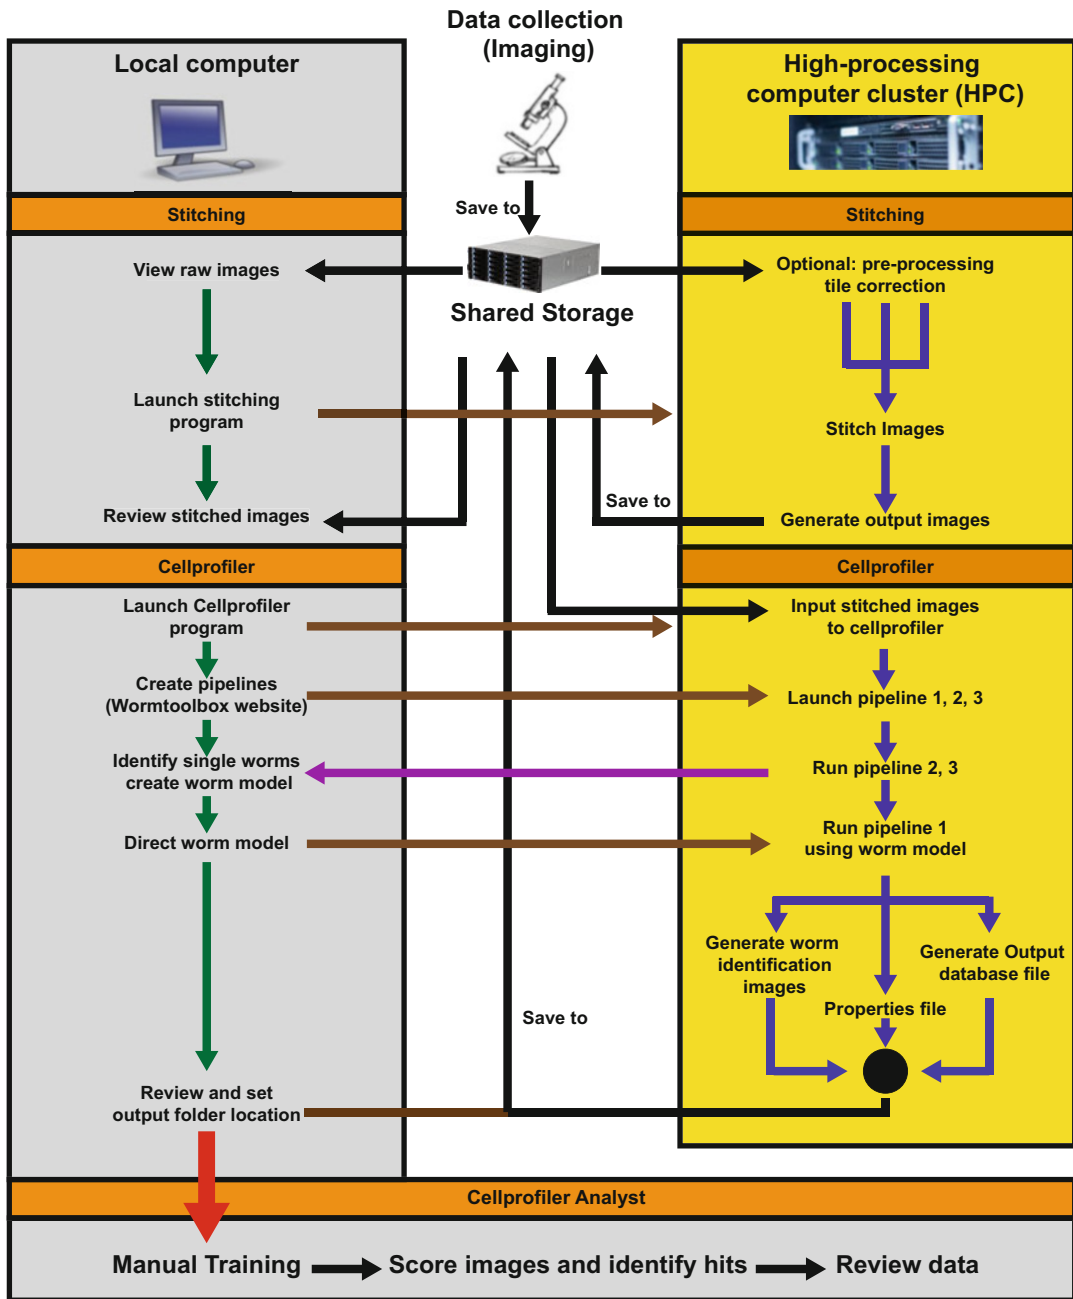 Data collection
(Imaging)
Local computer
High-processing
computer cluster (HPC)
Save to
Stitching
Stitching
View raw images
Shared Storage
Optional: pre-processing
tile correction
Launch stitching
program
Stitch Images
Review stitched images
Save to
Generate output images
Cellprofiler
Cellprofiler
Launch Cellprofiler
program
Input stitched images
to cellprofiler
Create pipelines
(Wormtoolbox website)
Launch pipeline 1, 2, 3
Identify single worms
create worm model
Run pipeline 2, 3
Direct worm model
Run pipeline 1
using worm model
Generate worm
identification
images
Generate Output
database file
Properties file
Save to
Review and set
output folder location
Cellprofiler Analyst
Manual Training
Score images and identify hits
Review data